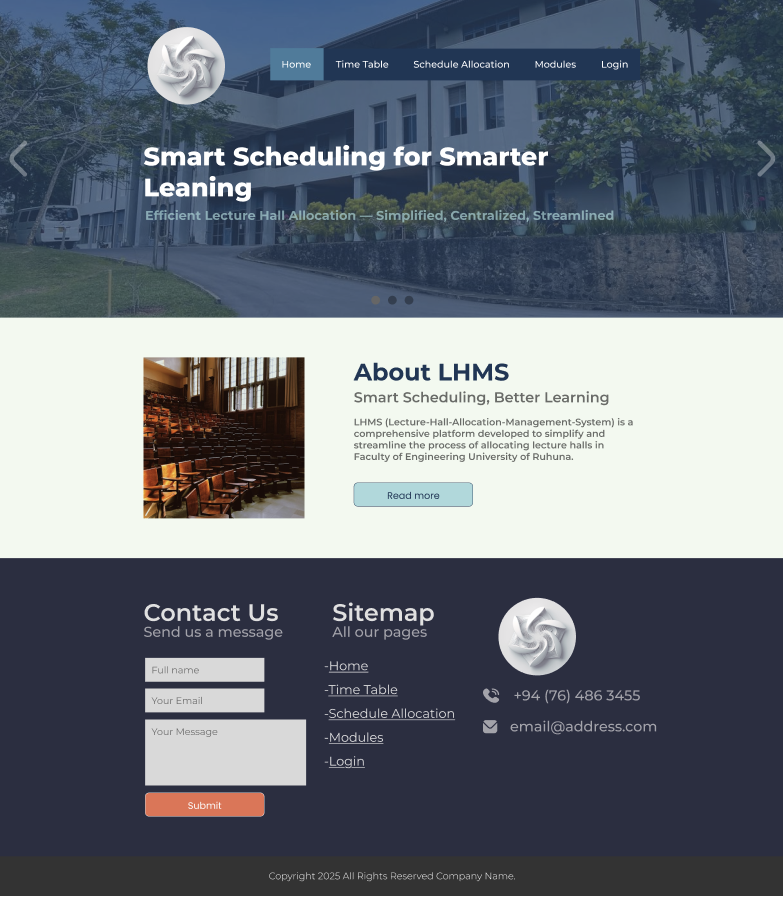 Home Time Table Schedule Allocation Modules Login
Smart Scheduling for Smarter
Leaning
Efficient Lecture Hall Allocation — Simplified, Centralized, Streamlined
About LHMS
Smart Scheduling, Better Learning
LHMS (Lecture-Hall-Allocation-Management-System) is a
comprehensive platform developed to simplify and
streamline the process of allocating lecture halls in
Faculty of Engineering University of Ruhuna.
Read more
Contact Us
Send us a message
Full name
Your Email
Your Message
Submit
Sitemap
All our pages
-Home
-Time Table
-Schedule Allocation
-Modules
-Login
+94 (76) 486 3455
email@address.com
Copyright 2025 All Rights Reserved Company Name.